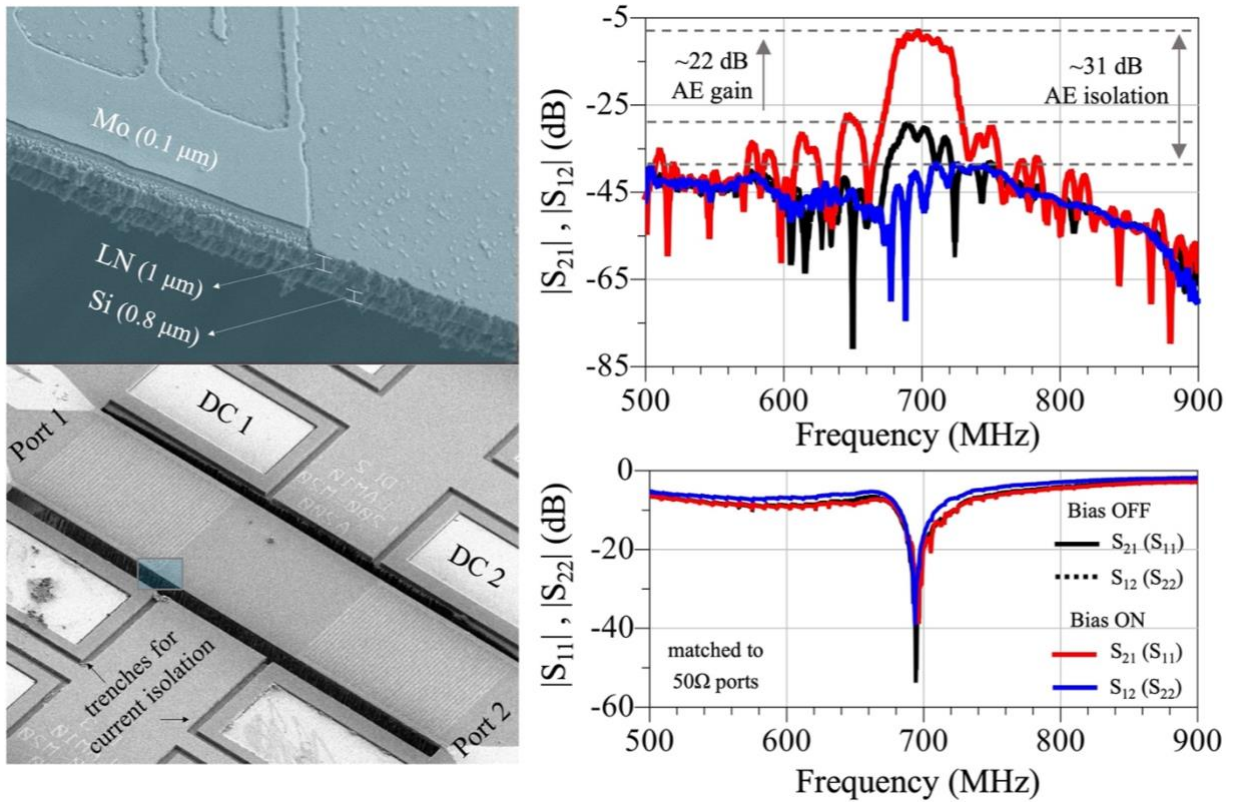 Mo (0.1 μm)
LN (1 μm)
Si (0.8 μm)
Port 1
DC 1
DC 2
trenches for
current isolation
Port 2
|S21|, |S12| (dB)
-5
-25
-45
-65
-85
~22 dB
AE gain
~31 dB
AE isolation
500 600 700 800 900
Frequency (MHz)
|S11|, |S22| (dB)
0
-20
-40
-60
Bias OFF
S21 (S11)
S12 (S22)
Bias ON
S21 (S11)
S12 (S22)
matched to
50Ω ports
500 600 700 800 900
Frequency (MHz)